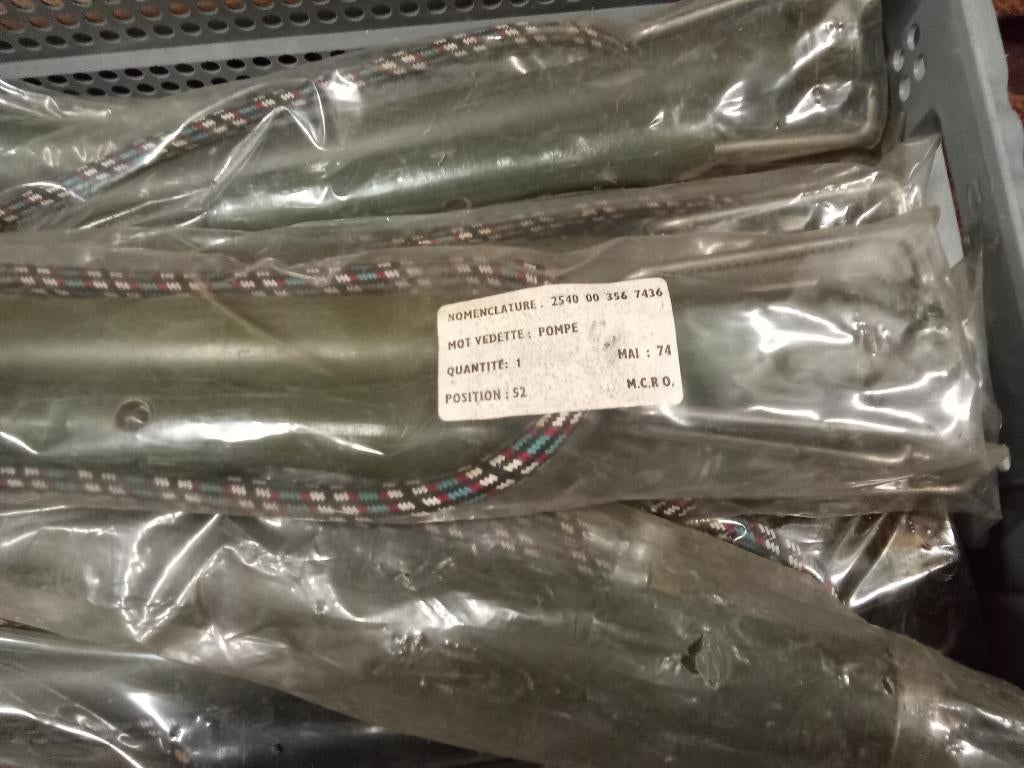 NOMENCLATURE . 2540 00 356 7436
MOT VEDETTE : POMPE
QUANTITE: 1 MAI : 74
POSITION : 52 M.C.R O.